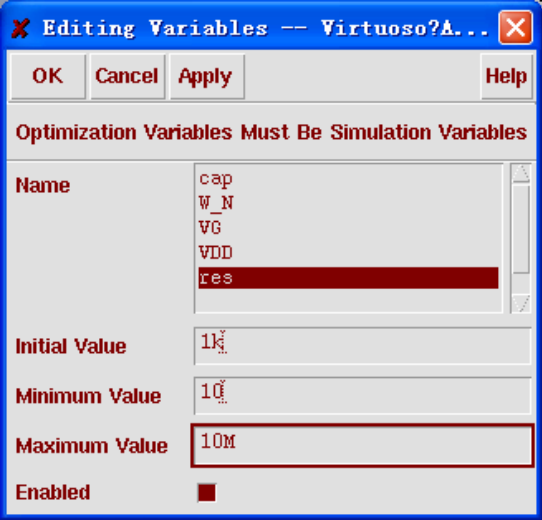 X Editing Variables -- Virtuoso?A...
OK Cancel Apply Help
Optimization Variables Must Be Simulation Variables
Name
cap
W_N
VG
VDD
res
Initial Value 1k
Minimum Value 10
Maximum Value 10M
Enabled